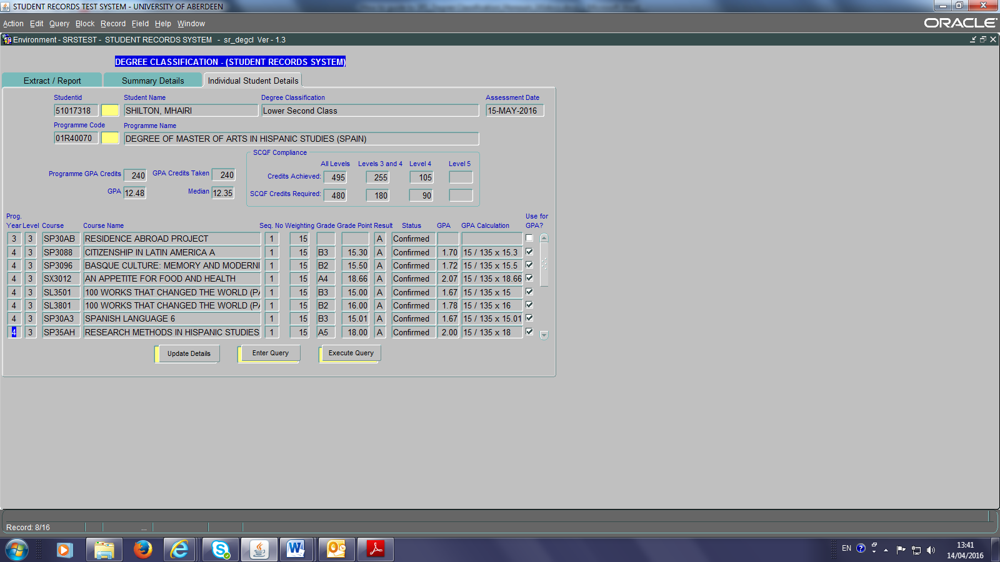 STUDENT RECORDS TEST SYSTEM - UNIVERSITY OF ABERDEEN
Action Edit Query Block Record Field Help Window
ORACLE
Environment - SRSTEST - STUDENT RECORDS SYSTEM - sr_degcl Ver - 1.3
DEGREE CLASSIFICATION - (STUDENT RECORDS SYSTEM)
Extract / Report Summary Details Individual Student Details
Studentid Student Name Degree Classification Assessment Date
51017318 SHILTON, MHAIRI Lower Second Class 15-MAY-2016
Programme Code Programme Name
01R40070 DEGREE OF MASTER OF ARTS IN HISPANIC STUDIES (SPAIN)
SCQF Compliance
All Levels Levels 3 and 4 Level 4 Level 5
Programme GPA Credits 240 GPA Credits Taken 240 Credits Achieved: 495 255 105
GPA 12.48 Median 12.35 SCQF Credits Required: 480 180 90
Prog. Use for
Year Level Course Course Name Seq. No Weighting Grade Grade Point Result Status GPA GPA Calculation GPA?
3 3 SP30AB RESIDENCE ABROAD PROJECT 1 15 A Confirmed
4 3 SP3088 CITIZENSHIP IN LATIN AMERICA A 1 15 B3 15.30 A Confirmed 1.70 15 / 135 x 15.3
4 3 SP3096 BASQUE CULTURE: MEMORY AND MODERNI 1 15 B2 15.50 A Confirmed 1.72 15 / 135 x 15.5
4 3 SX3012 AN APPETITE FOR FOOD AND HEALTH 1 15 A4 18.66 A Confirmed 2.07 15 / 135 x 18.66
4 3 SL3501 100 WORKS THAT CHANGED THE WORLD (PA 1 15 B3 15.00 A Confirmed 1.67 15 / 135 x 15
4 3 SL3801 100 WORKS THAT CHANGED THE WORLD (PA 1 15 B2 16.00 A Confirmed 1.78 15 / 135 x 16
4 3 SP30A3 SPANISH LANGUAGE 6 1 15 B3 15.01 A Confirmed 1.67 15 / 135 x 15.01
4 3 SP35AH RESEARCH METHODS IN HISPANIC STUDIES 1 15 A5 18.00 A Confirmed 2.00 15 / 135 x 18
Update Details Enter Query Execute Query
Record: 8/16 ...
EN 13:41
14/04/2016